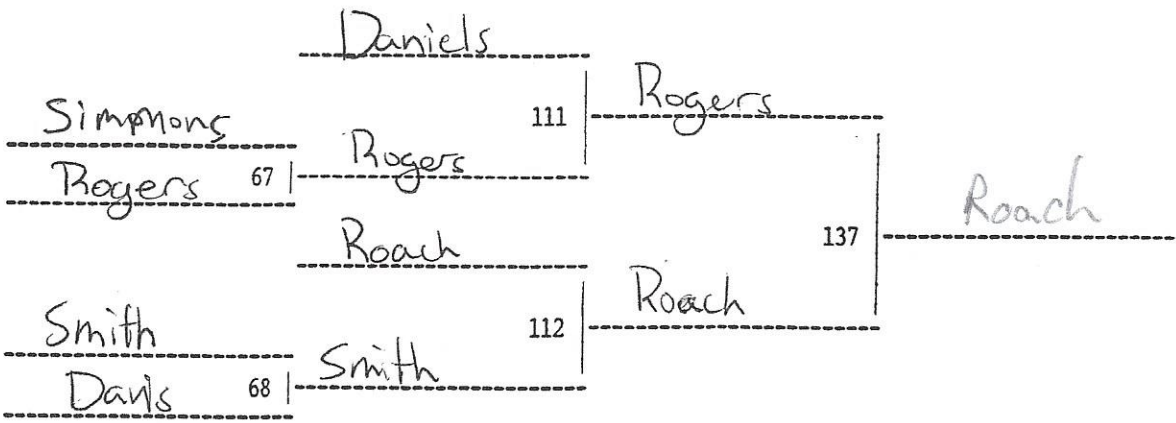 Daniels
Simmons
111
Rogers
Rogers
67
Rogers
Roach
137
Roach
Smith
112
Roach
Davis
68
Smith